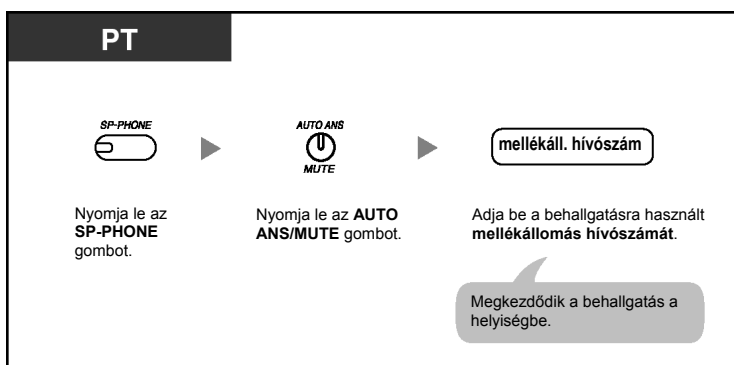 PT
SP-PHONE
AUTO ANS
MUTE
mellékáll. hívószám
Nyomja le az
SP-PHONE
gombot.
Nyomja le az AUTO
ANS/MUTE gombot.
Adja be a behallgatásra használt
mellékállomás hívószámát.
Megkezdődik a behallgatás a
helyiségbe.